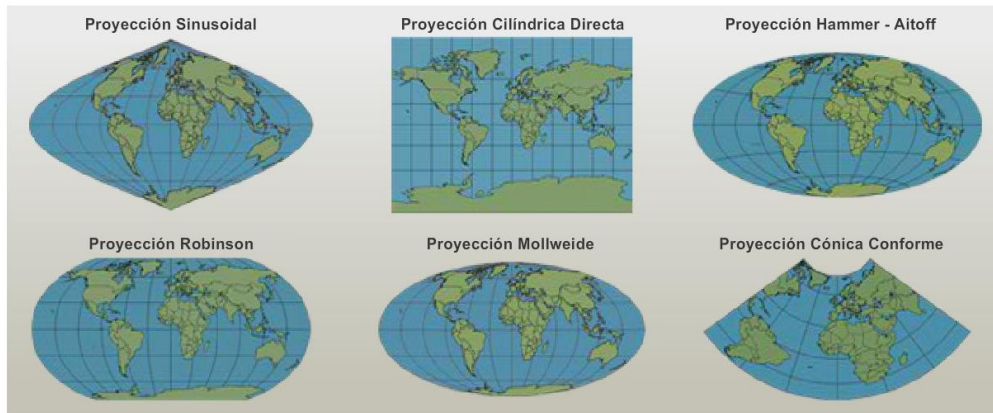 Proyección Sinusoidal
Proyección Cilíndrica Directa
Proyección Hammer - Aitoff
Proyección Robinson
Proyección Mollweide
Proyección Cónica Conforme